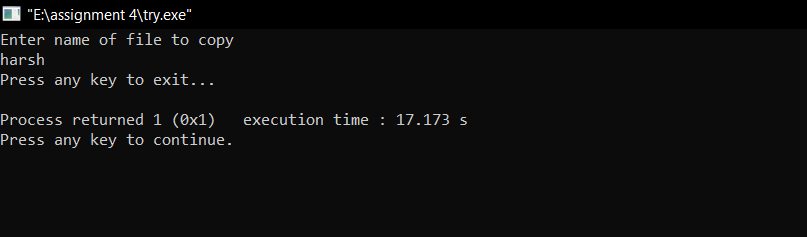 "E:\assignment 4\try.exe"
Enter name of file to copy
harsh
Press any key to exit...
Process returned 1 (0x1)   execution time : 17.173 s
Press any key to continue.